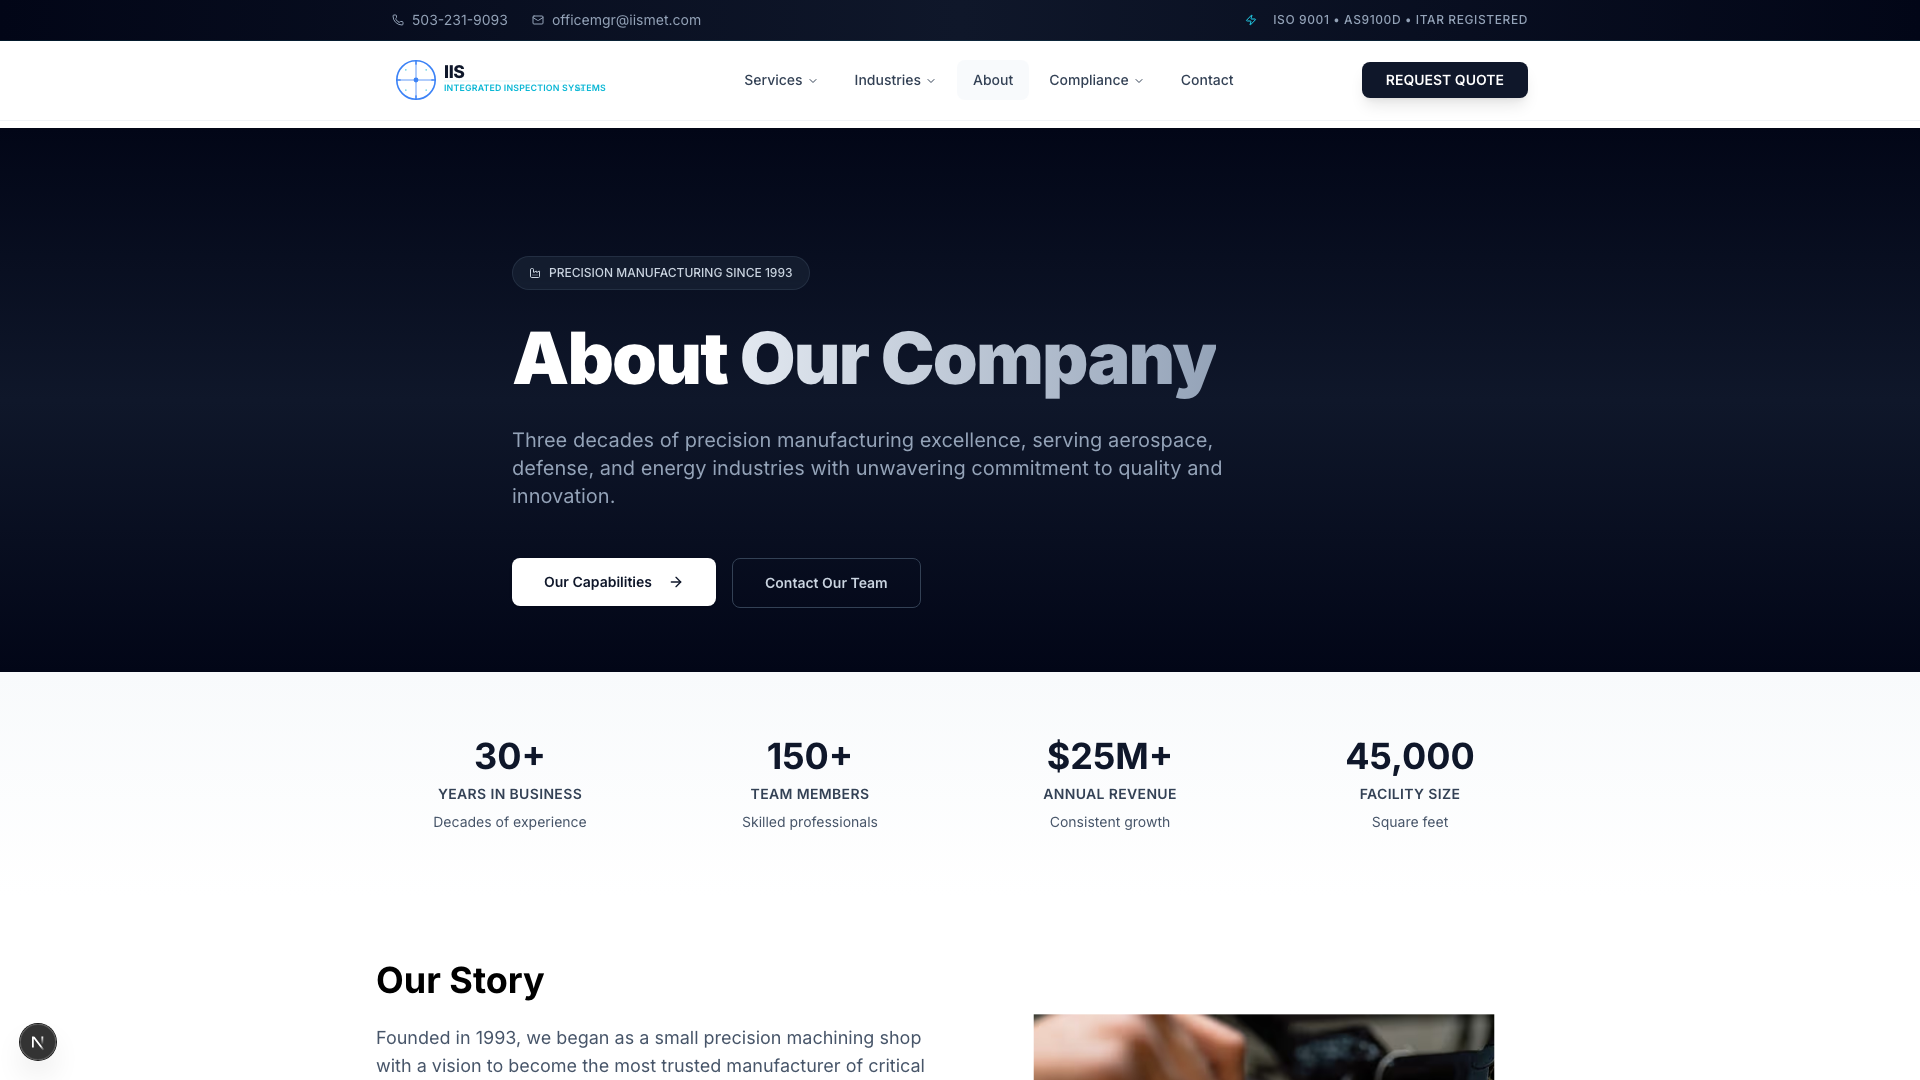 503-231-9093
officemgr@iismet.com
ISO 9001 • AS9100D • ITAR REGISTERED
IIS
INTEGRATED INSPECTION SYSTEMS
Services
Industries
About
Compliance
Contact
REQUEST QUOTE
PRECISION MANUFACTURING SINCE 1993
About Our Company
Three decades of precision manufacturing excellence, serving aerospace,
defense, and energy industries with unwavering commitment to quality and
innovation.
Our Capabilities
Contact Our Team
30+
YEARS IN BUSINESS
Decades of experience
150+
TEAM MEMBERS
Skilled professionals
$25M+
ANNUAL REVENUE
Consistent growth
45,000
FACILITY SIZE
Square feet
Our Story
Founded in 1993, we began as a small precision machining shop
with a vision to become the most trusted manufacturer of critical
N